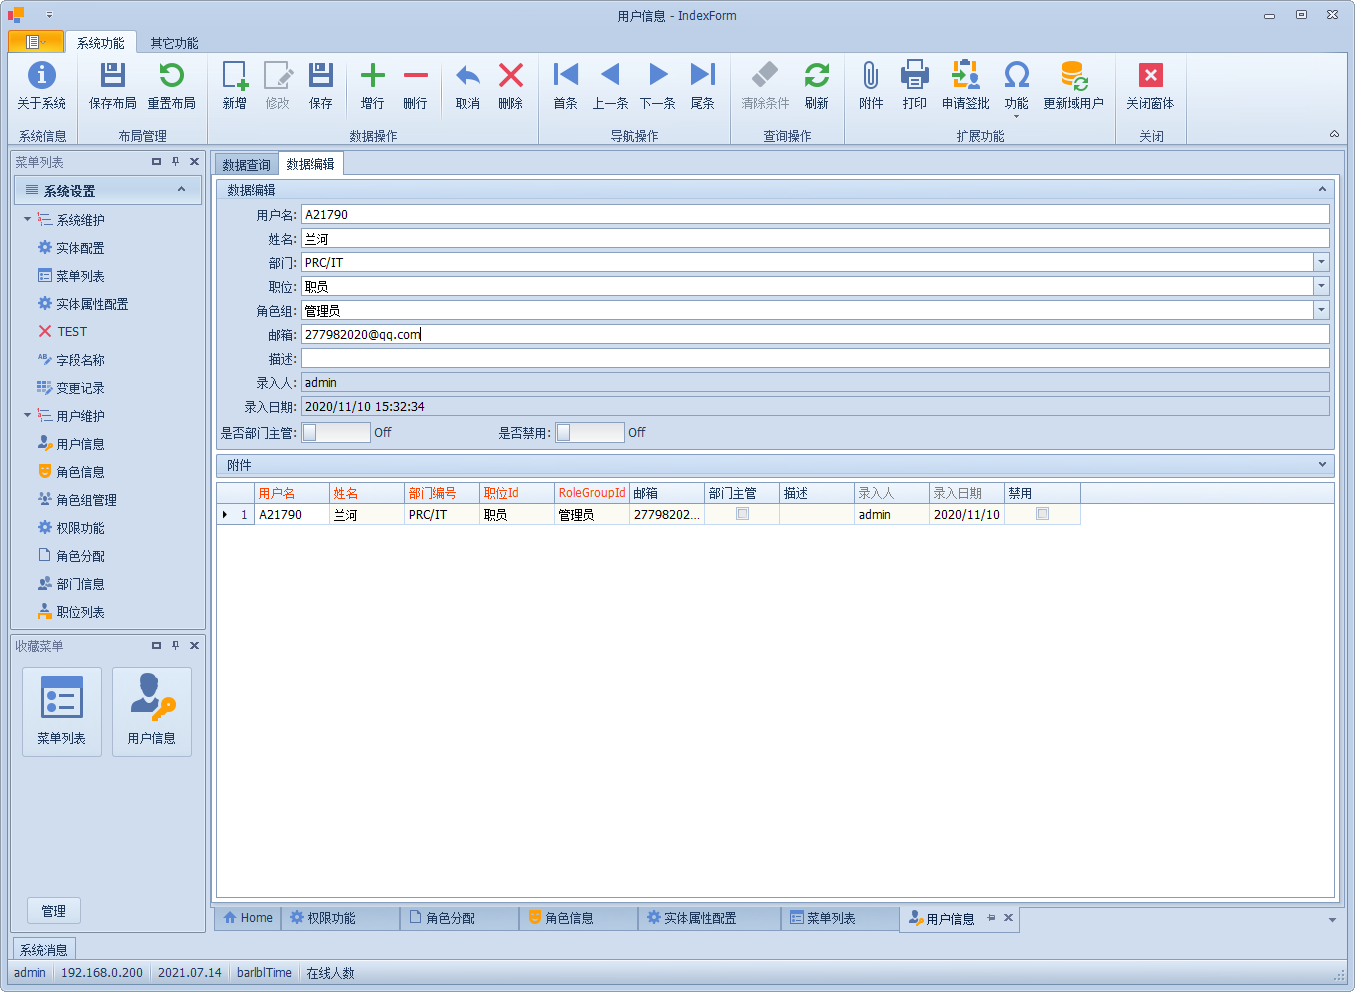 用户信息 - IndexForm
系统功能 其它功能
关于系统 保存布局 重置布局 新增 修改 保存 增行 删行 取消 删除 首条 上一条 下一条 尾条 清除条件 刷新 附件 打印 申请签批 功能 更新域用户 关闭窗体
系统信息 布局管理 数据操作 导航操作 查询操作 扩展功能 关闭
菜单列表
系统设置
系统维护
实体配置
菜单列表
实体属性配置
TEST
字段名称
变更记录
用户维护
用户信息
角色信息
角色组管理
权限功能
角色分配
部门信息
职位列表
收藏菜单
菜单列表 用户信息
管理
数据查询 数据编辑
数据编辑
用户名: A21790
姓名: 兰河
部门: PRC/IT
职位: 职员
角色组: 管理员
邮箱: 277982020@qq.com
描述:
录入人: admin
录入日期: 2020/11/10 15:32:34
是否部门主管: Off 是否禁用: Off
附件
用户名 姓名 部门编号 职位Id RoleGroupId 邮箱 部门主管 描述 录入人 录入日期 禁用
1 A21790 兰河 PRC/IT 职员 管理员 27798202... admin 2020/11/10
Home 权限功能 角色分配 角色信息 实体属性配置 菜单列表 用户信息
系统消息
admin 192.168.0.200 2021.07.14 barlblTime 在线人数